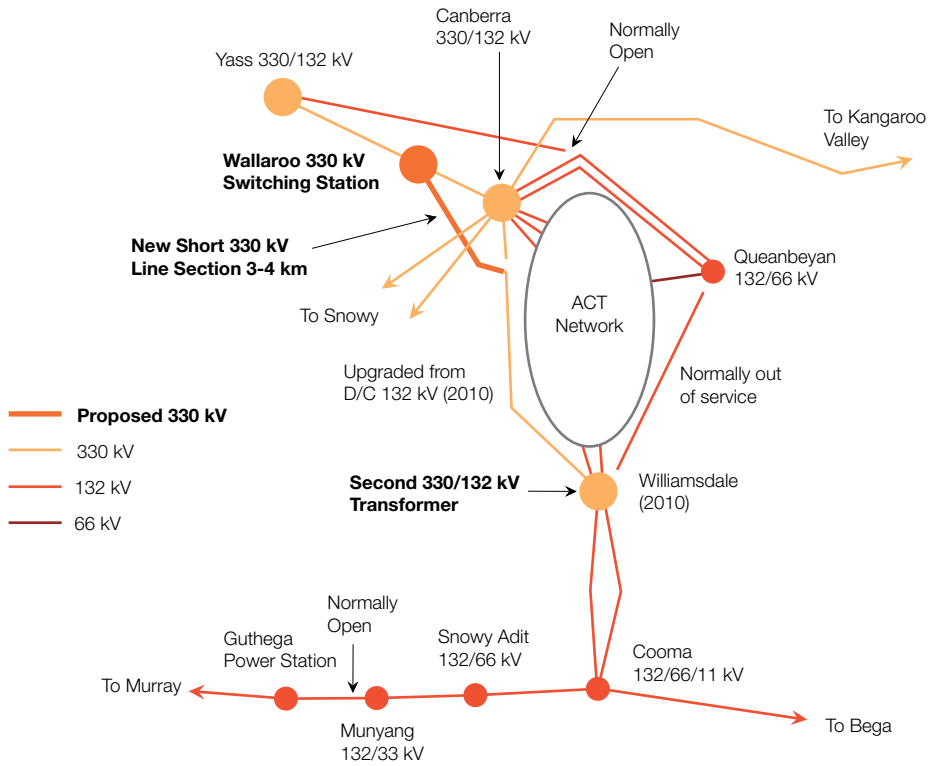 Canberra
330/132 kV
Normally
Open
Yass 330/132 kV
To Kangaroo
Valley
Wallaroo 330 kV
Switching Station
New Short 330 kV
Line Section 3-4 km
Queanbeyan
132/66 kV
To Snowy
ACT
Network
Upgraded from
D/C 132 kV (2010)
Normally out
of service
Proposed 330 kV
330 kV
132 kV
66 kV
Second 330/132 kV
Transformer
Williamsdale
(2010)
Normally
Open
Guthega
Power Station
Snowy Adit
132/66 kV
Cooma
132/66/11 kV
To Murray
Munyang
132/33 kV
To Bega